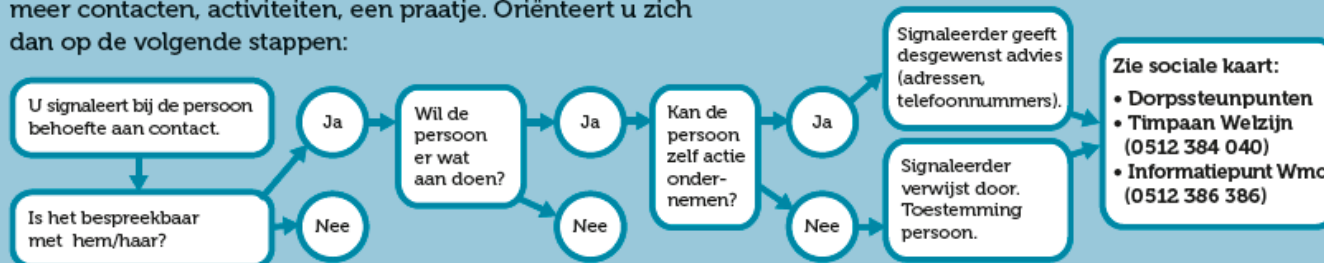 meer contacten, activiteiten, een praatje. Oriënteert u zich
dan op de volgende stappen:
U signaleert bij de persoon
behoefte aan contact.
Is het bespreekbaar
met hem/haar?
Ja
Nee
Wil de
persoon
er wat
aan doen?
Ja
Nee
Kan de
persoon
zelf actie
onder-
nemen?
Ja
Nee
Signaleerder geeft
desgewenst advies
(adressen,
telefoonnummers).
Signaleerder
verwijst door.
Toestemming
persoon.
Zie sociale kaart:
• Dorpssteunpunten
• Timpaan Welzijn
(0512 384 040)
• Informatiepunt Wmo
(0512 386 386)